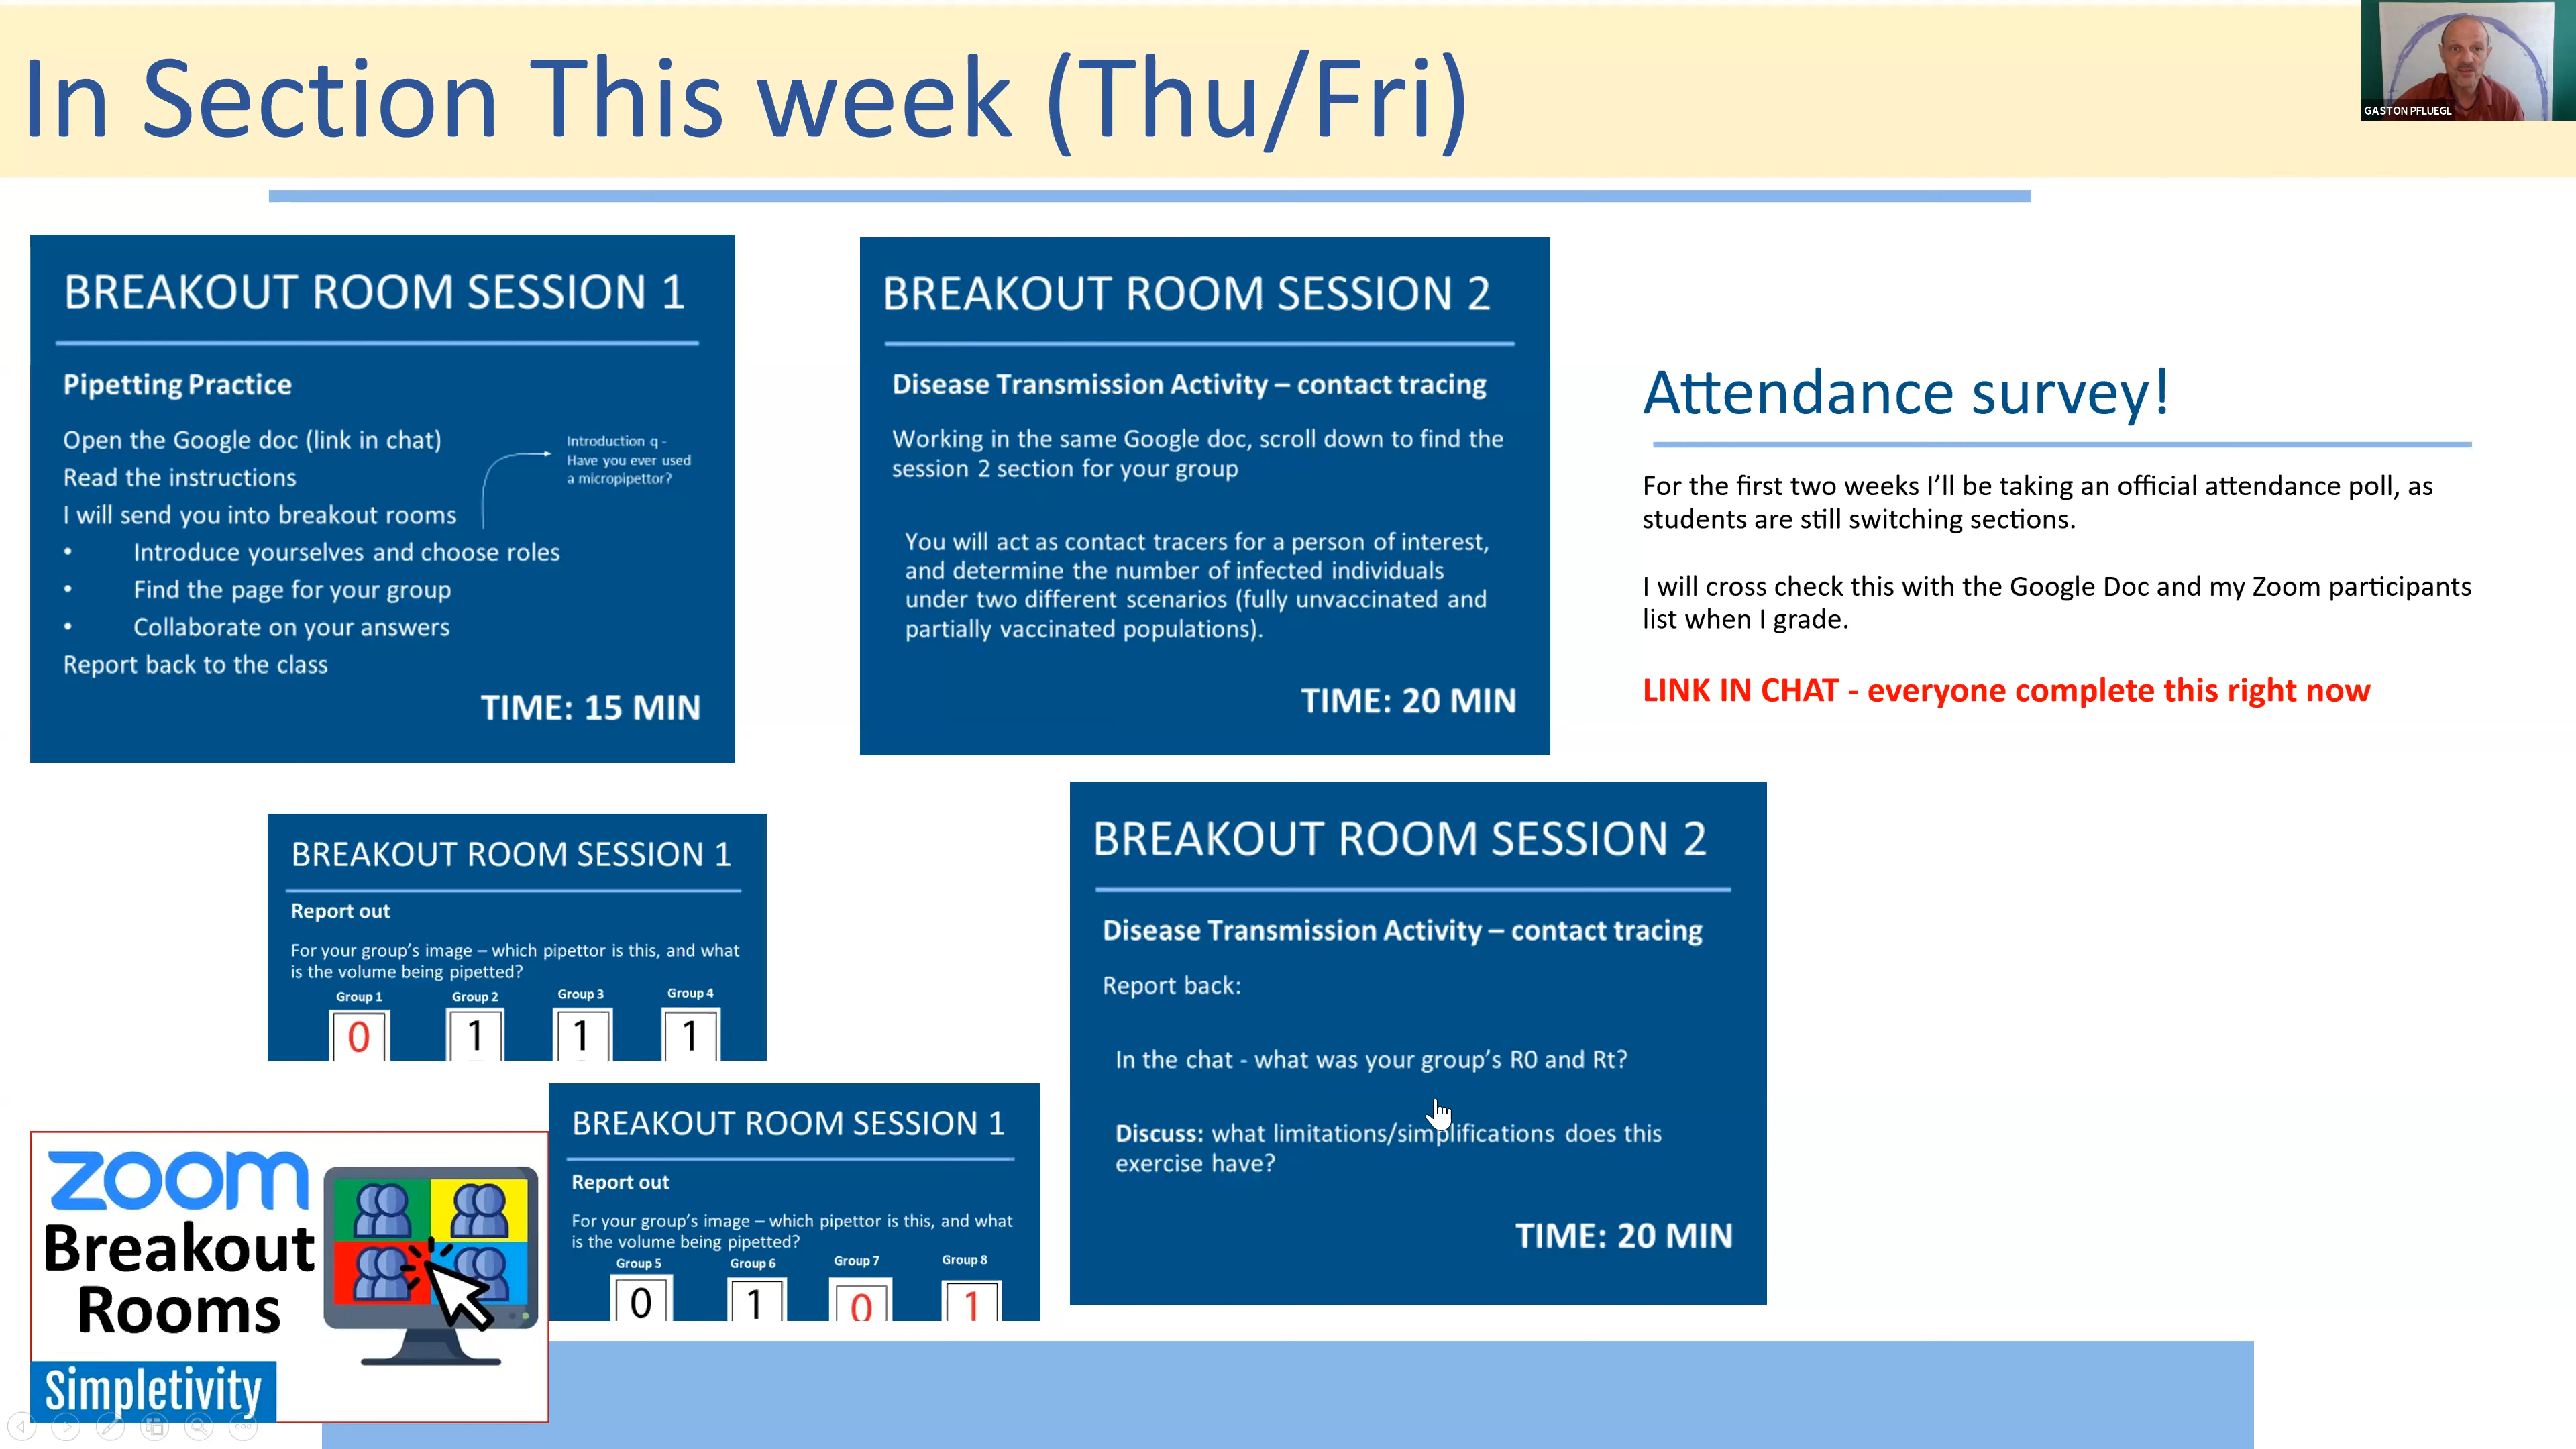 In Section This week (Thu/Fri)
GASTON PFLUEGL
BREAKOUT ROOM SESSION 1
Pipetting Practice
Open the Google doc (link in chat)
Read the instructions
I will send you into breakout rooms
• Introduce yourselves and choose roles
• Find the page for your group
• Collaborate on your answers
Report back to the class
Introduction q -
Have you ever used
a micropipettor?
TIME: 15 MIN
BREAKOUT ROOM SESSION 2
Disease Transmission Activity – contact tracing
Working in the same Google doc, scroll down to find the
session 2 section for your group
You will act as contact tracers for a person of interest,
and determine the number of infected individuals
under two different scenarios (fully unvaccinated and
partially vaccinated populations).
TIME: 20 MIN
Attendance survey!
For the first two weeks I’ll be taking an official attendance poll, as
students are still switching sections.
I will cross check this with the Google Doc and my Zoom participants
list when I grade.
LINK IN CHAT - everyone complete this right now
BREAKOUT ROOM SESSION 1
Report out
For your group’s image – which pipettor is this, and what
is the volume being pipetted?
Group 1 Group 2 Group 3 Group 4
0 1 1 1
BREAKOUT ROOM SESSION 1
Report out
For your group’s image – which pipettor is this, and what
is the volume being pipetted?
Group 5 Group 6 Group 7 Group 8
0 1 0 1
BREAKOUT ROOM SESSION 2
Disease Transmission Activity – contact tracing
Report back:
In the chat - what was your group’s R0 and Rt?
Discuss: what limitations/simplifications does this
exercise have?
TIME: 20 MIN
zoom
Breakout
Rooms
Simpletivity